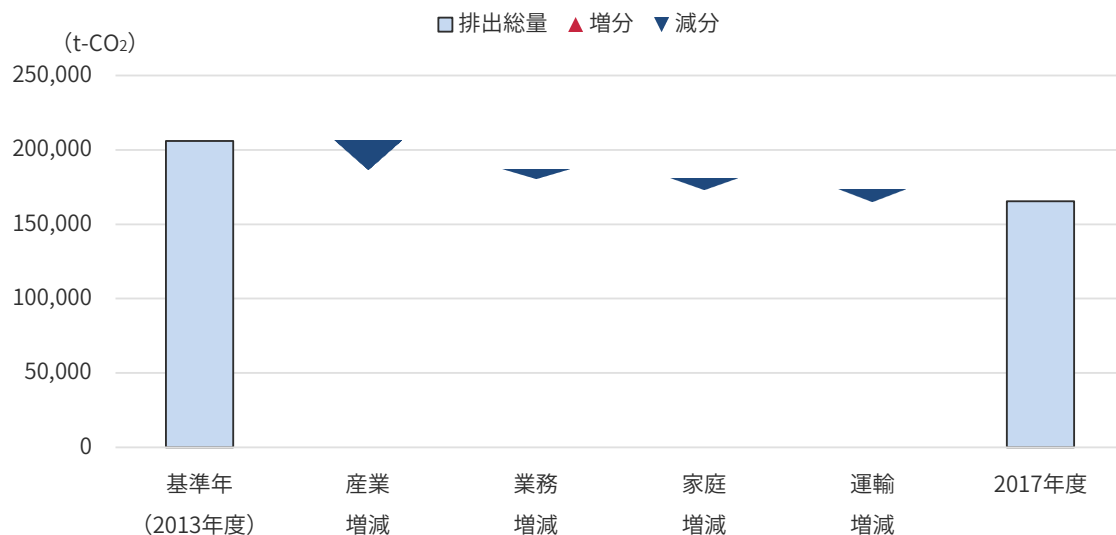 排出総量 増分 減分
（t-CO₂）
250,000
200,000
150,000
100,000
50,000
0
基準年 産業 業務 家庭 運輸 2017年度
（2013年度） 増減 増減 増減 増減